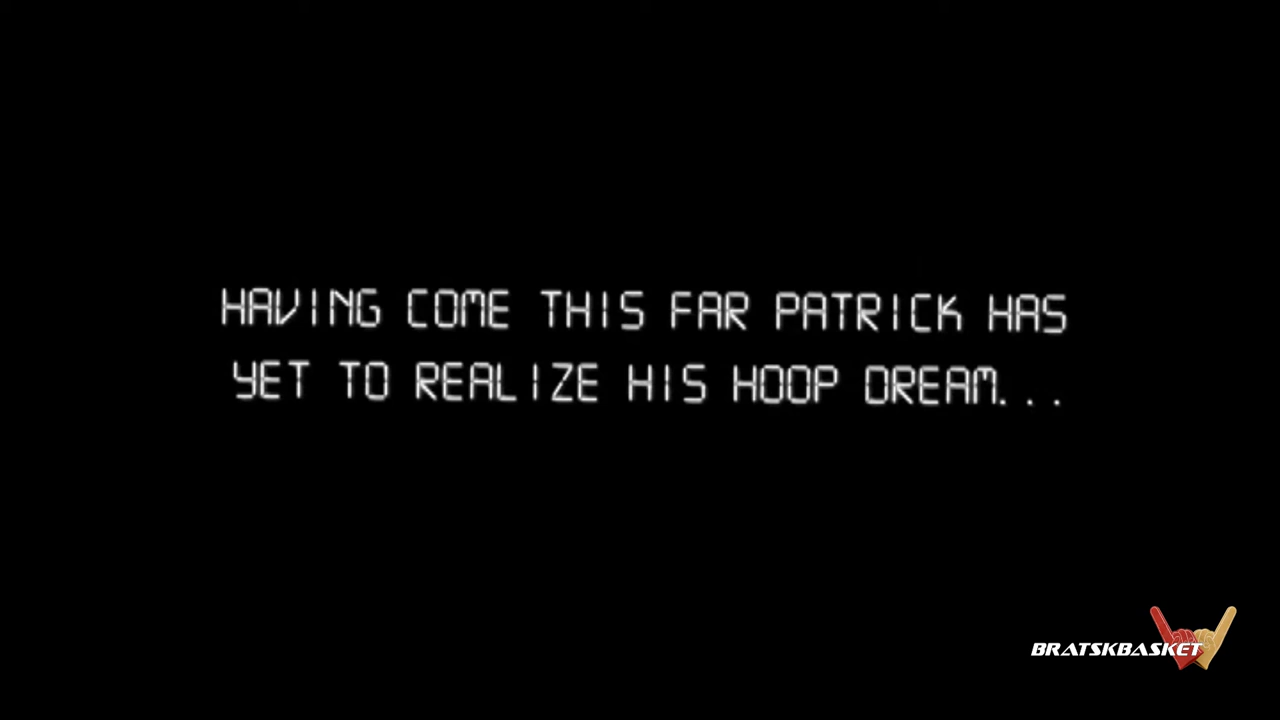 HAVING COME THIS FAR PATRICK HAS
YET TO REALIZE HIS HOOP DREAM...
BRATSKBASKET